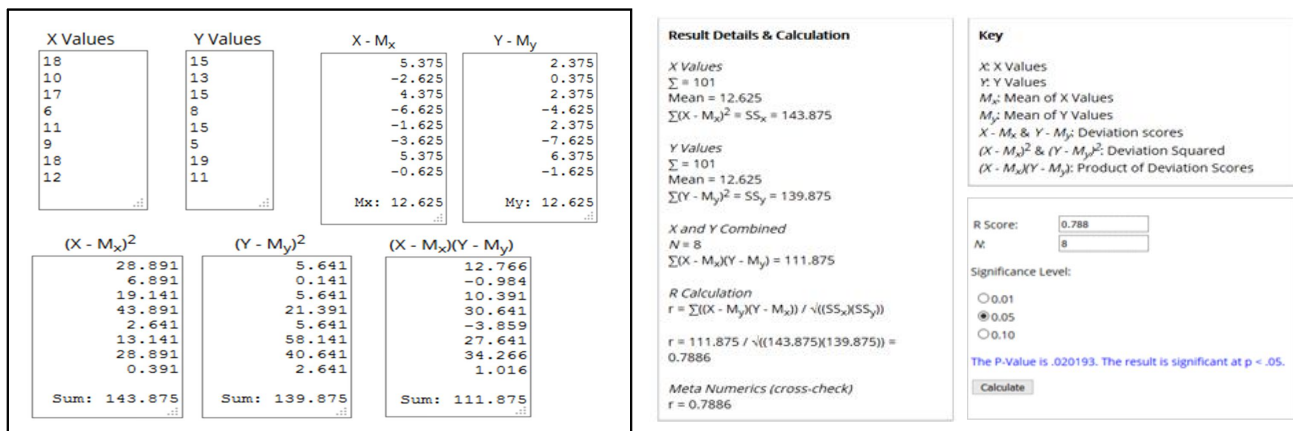 X Values
18
10
17
6
11
9
18
12
Y Values
15
13
15
8
15
5
19
11
X - Mx
5.375
-2.625
4.375
-6.625
-1.625
-3.625
5.375
-0.625
Mx: 12.625
Y - My
2.375
0.375
2.375
-4.625
2.375
-7.625
6.375
-1.625
My: 12.625
(X - Mx)2
28.891
6.891
19.141
43.891
2.641
13.141
28.891
0.391
Sum: 143.875
(Y - My)2
5.641
0.141
5.641
21.391
5.641
58.141
40.641
2.641
Sum: 139.875
(X - Mx)(Y - My)
12.766
-0.984
10.391
30.641
-3.859
27.641
34.266
1.016
Sum: 111.875
Result Details & Calculation
X Values
∑ = 101
Mean = 12.625
∑(X - Mx)2 = SSx = 143.875
Y Values
∑ = 101
Mean = 12.625
∑(Y - My)2 = SSy = 139.875
X and Y Combined
N = 8
∑(X - Mx)(Y - My) = 111.875
R Calculation
r = ∑((X - My)(Y - Mx)) / √((SSx)(SSy))
r = 111.875 / √((143.875)(139.875)) =
0.7886
Meta Numerics (cross-check)
r = 0.7886
Key
X: X Values
Y: Y Values
Mx: Mean of X Values
My: Mean of Y Values
X - Mx & Y - My: Deviation scores
(X - Mx)2 & (Y - My)2: Deviation Squared
(X - Mx)(Y - My): Product of Deviation Scores
R Score: 0.788
N: 8
Significance Level:
0.01
0.05
0.10
The P-Value is .020193. The result is significant at p < .05.
Calculate